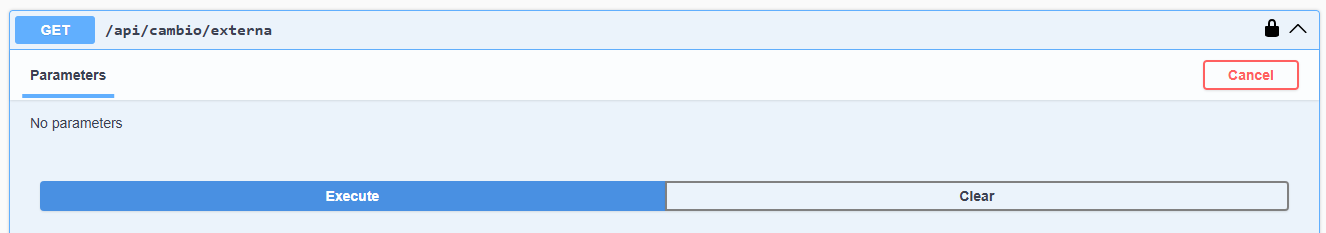 GET /api/cambio/externa
Parameters Cancel
No parameters
Execute Clear